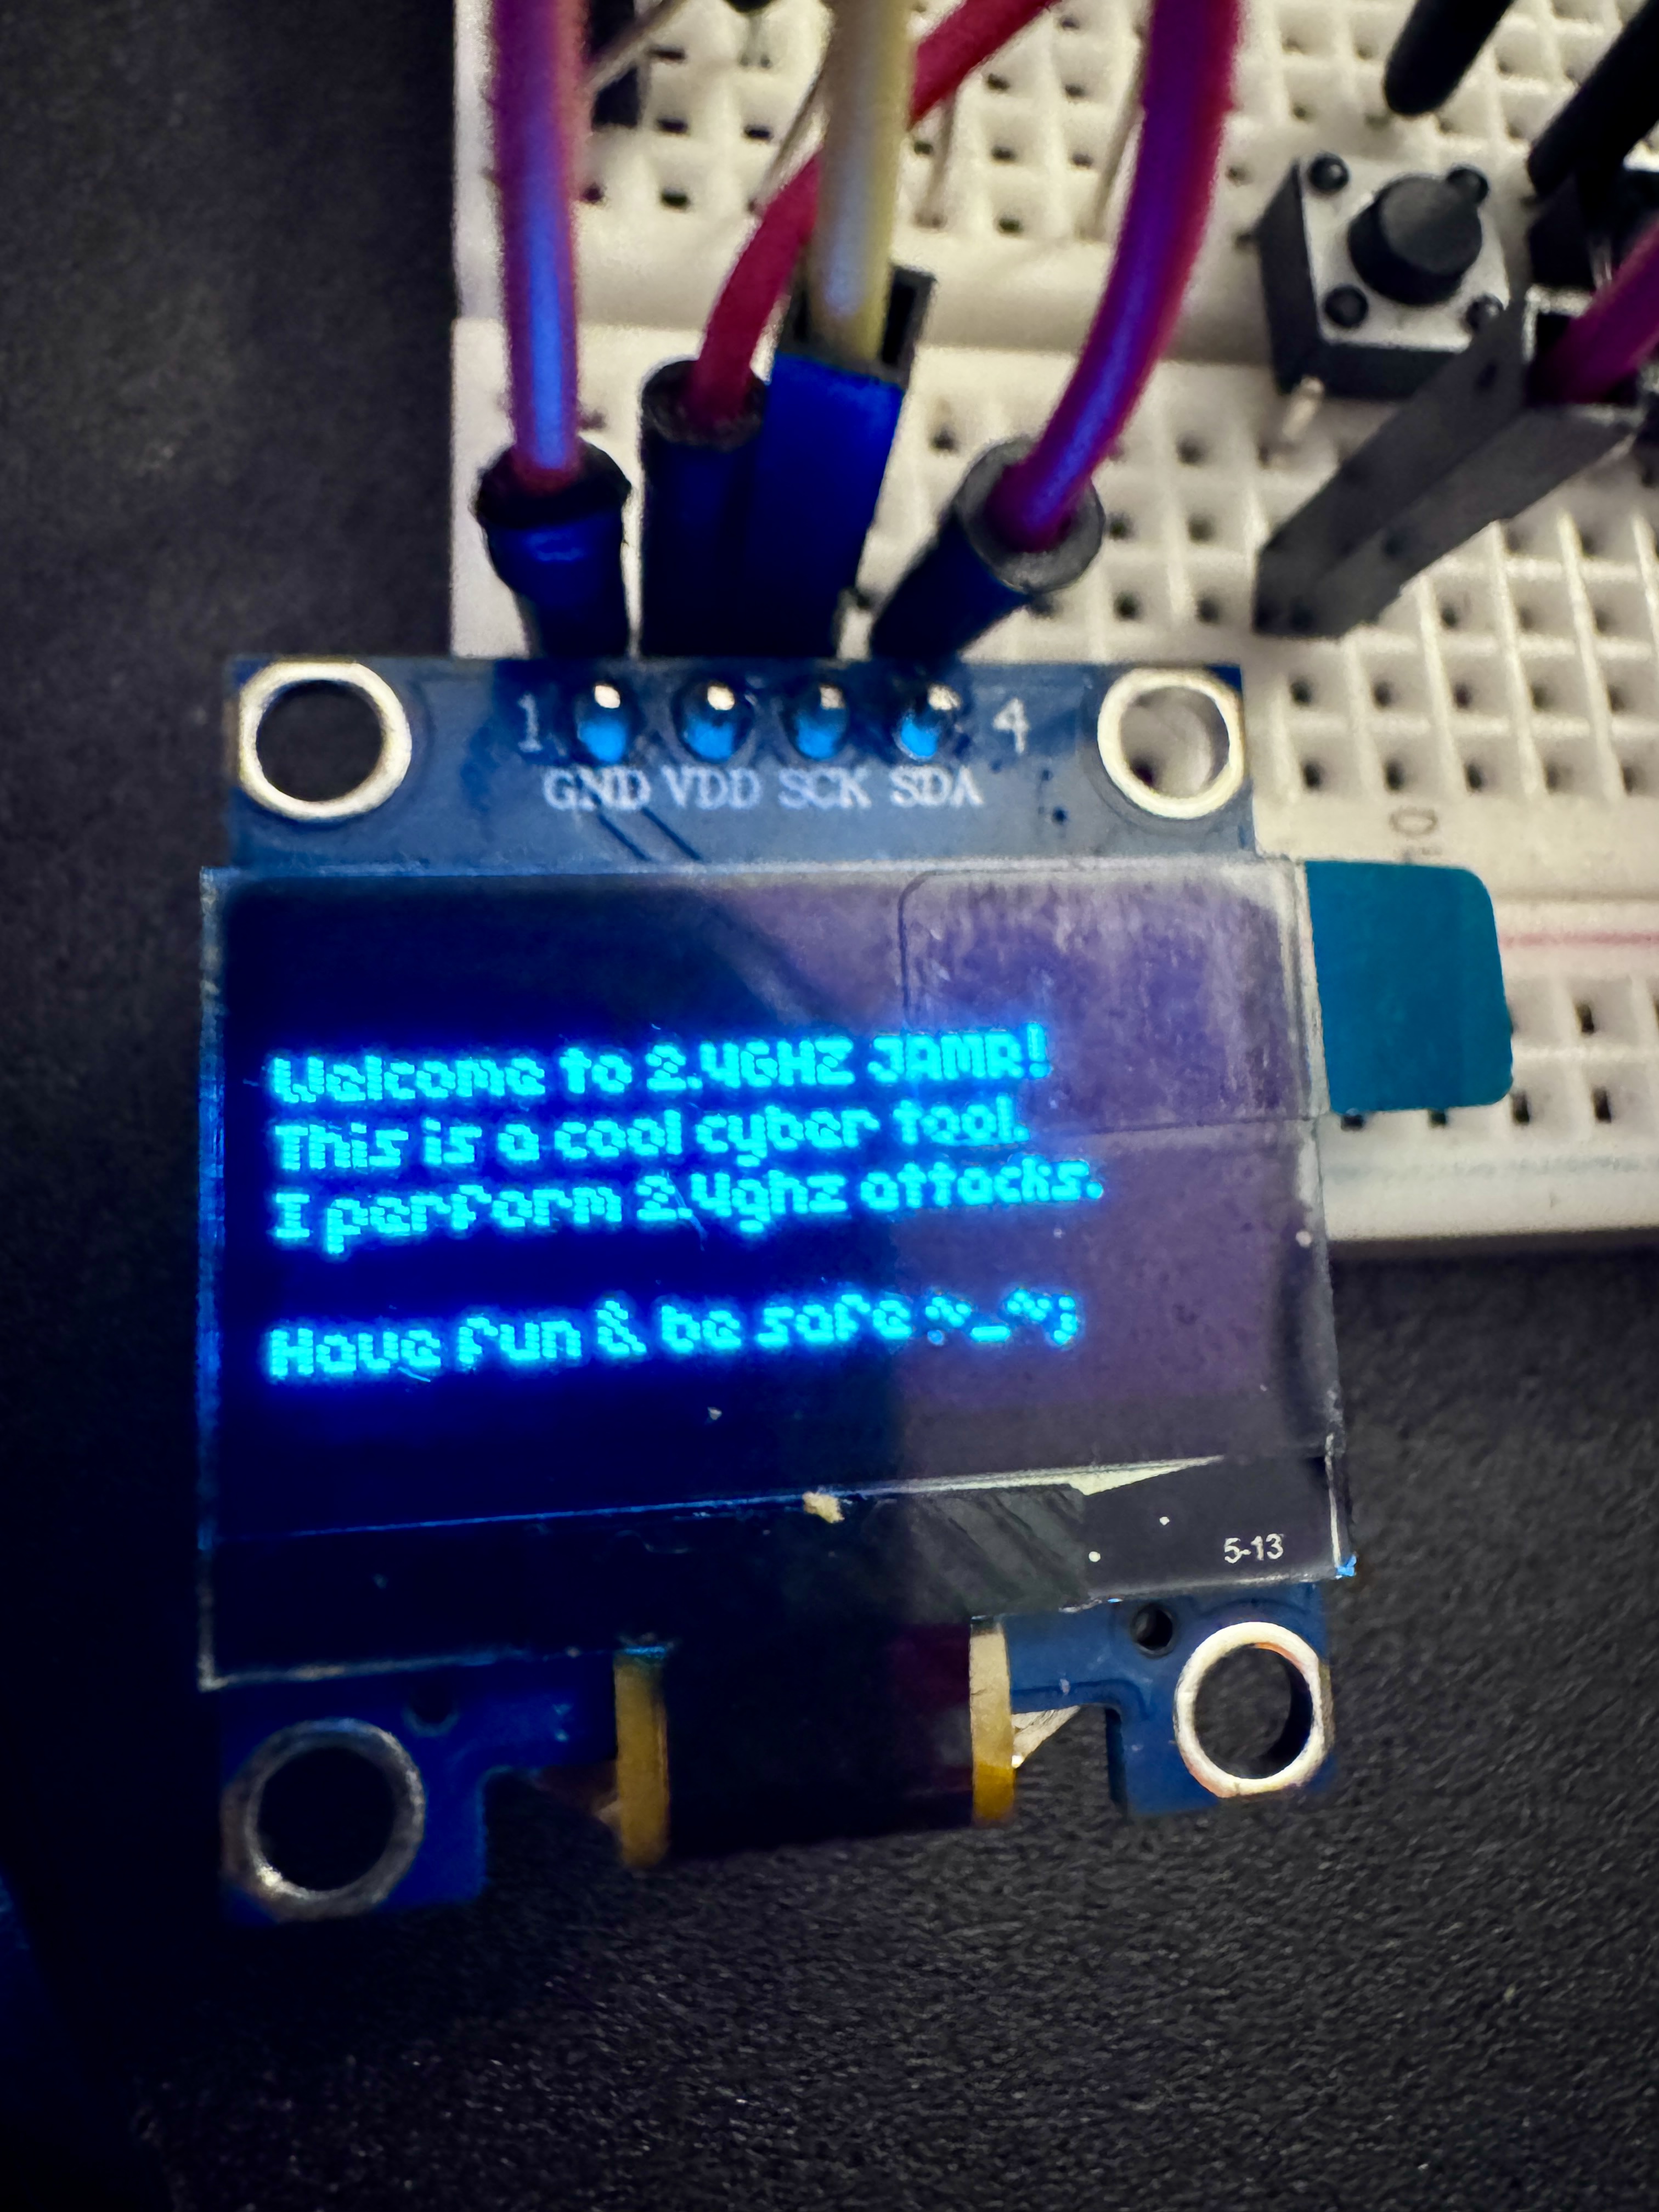 1 4
GND VDD SCK SDA
Welcome to 2.4GHZ JAMR!
This is a cool cyber tool.
I perform 2.4ghz attacks.
Have fun & be safe ^_^;
5-13